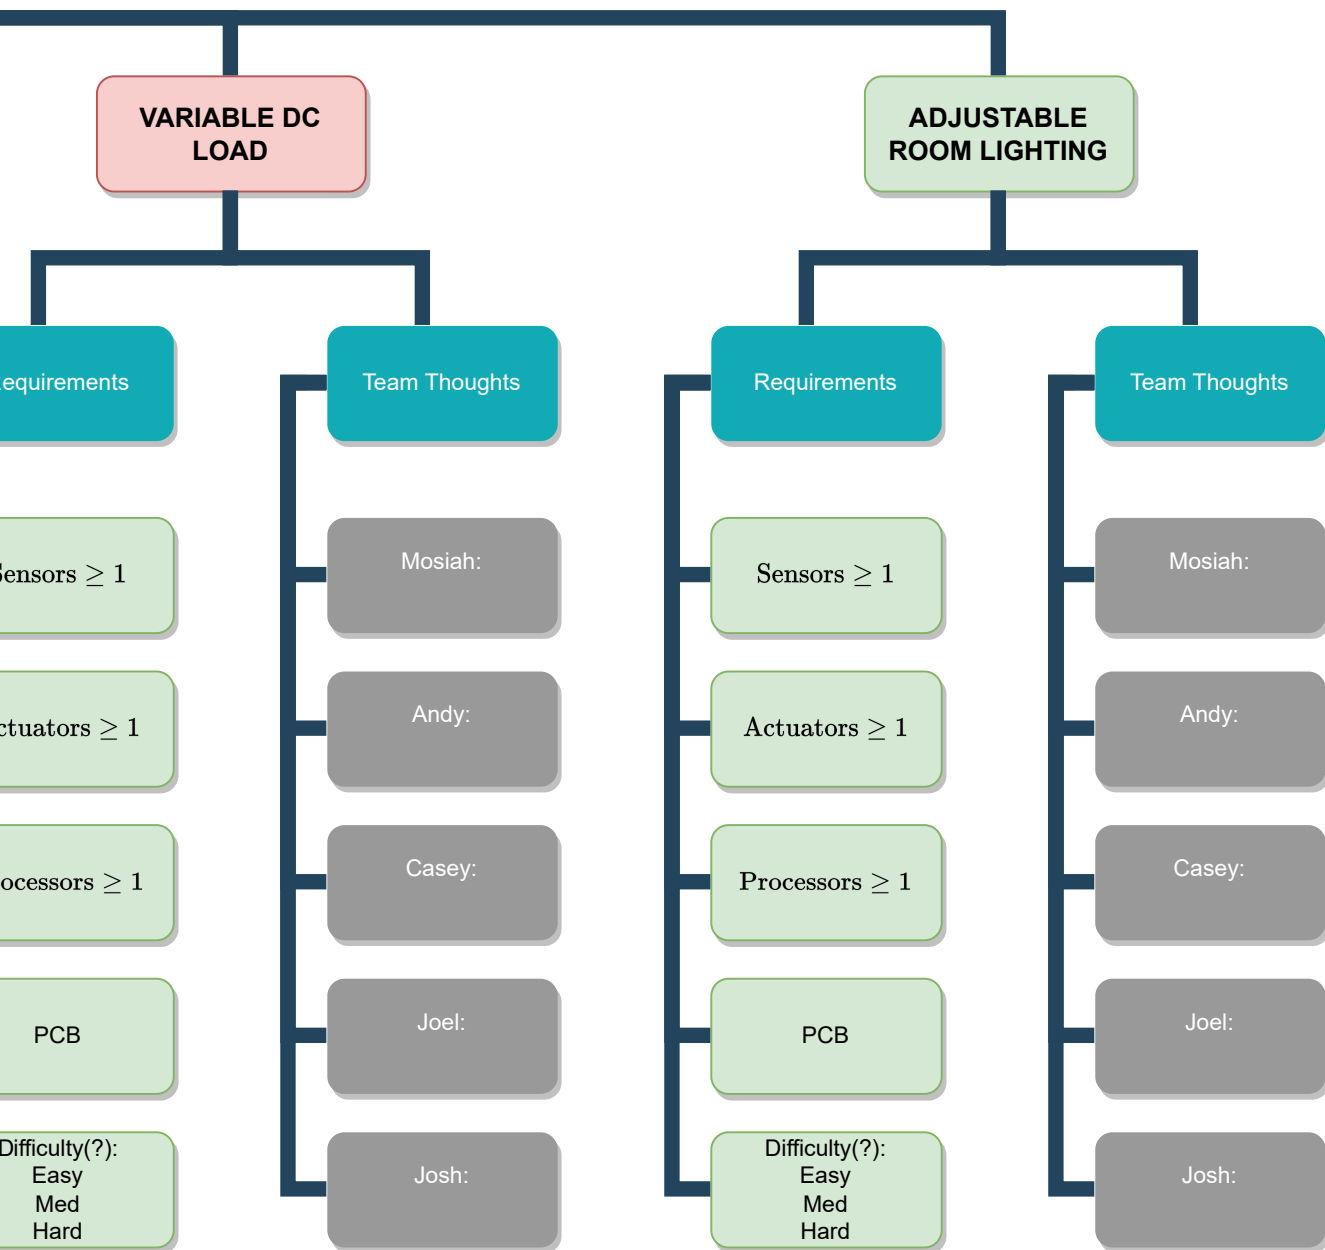 VARIABLE DC
LOAD
ADJUSTABLE
ROOM LIGHTING
equirements
Team Thoughts
Requirements
Team Thoughts
ensors ≥ 1
Mosiah:
Sensors ≥ 1
Mosiah:
ctuators ≥ 1
Andy:
Actuators ≥ 1
Andy:
ocessors ≥ 1
Casey:
Processors ≥ 1
Casey:
PCB
Joel:
PCB
Joel:
Difficulty(?):
Easy
Med
Hard
Josh:
Difficulty(?):
Easy
Med
Hard
Josh: